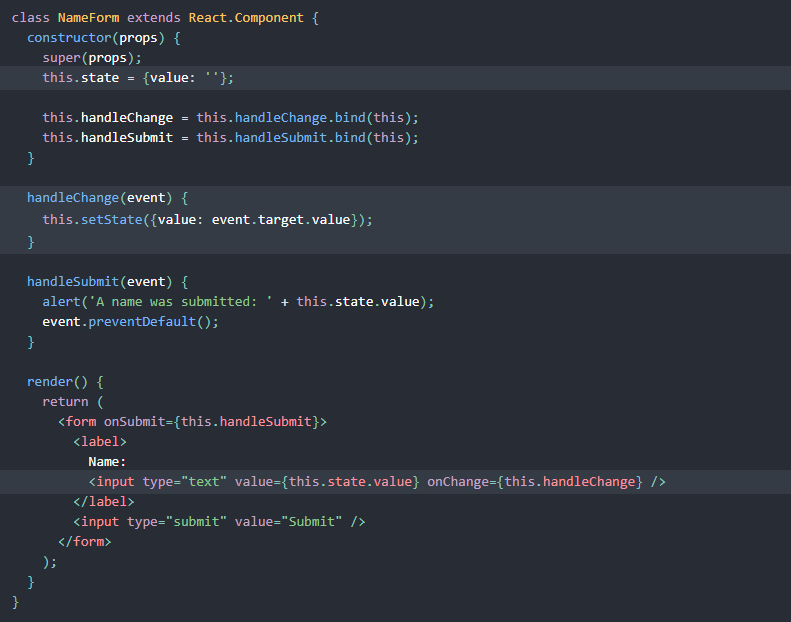 class NameForm extends React.Component {
  constructor(props) {
    super(props);
    this.state = {value: ''};

    this.handleChange = this.handleChange.bind(this);
    this.handleSubmit = this.handleSubmit.bind(this);
  }

  handleChange(event) {
    this.setState({value: event.target.value});
  }

  handleSubmit(event) {
    alert('A name was submitted: ' + this.state.value);
    event.preventDefault();
  }

  render() {
    return (
      <form onSubmit={this.handleSubmit}>
        <label>
          Name:
          <input type="text" value={this.state.value} onChange={this.handleChange} />
        </label>
        <input type="submit" value="Submit" />
      </form>
    );
  }
}